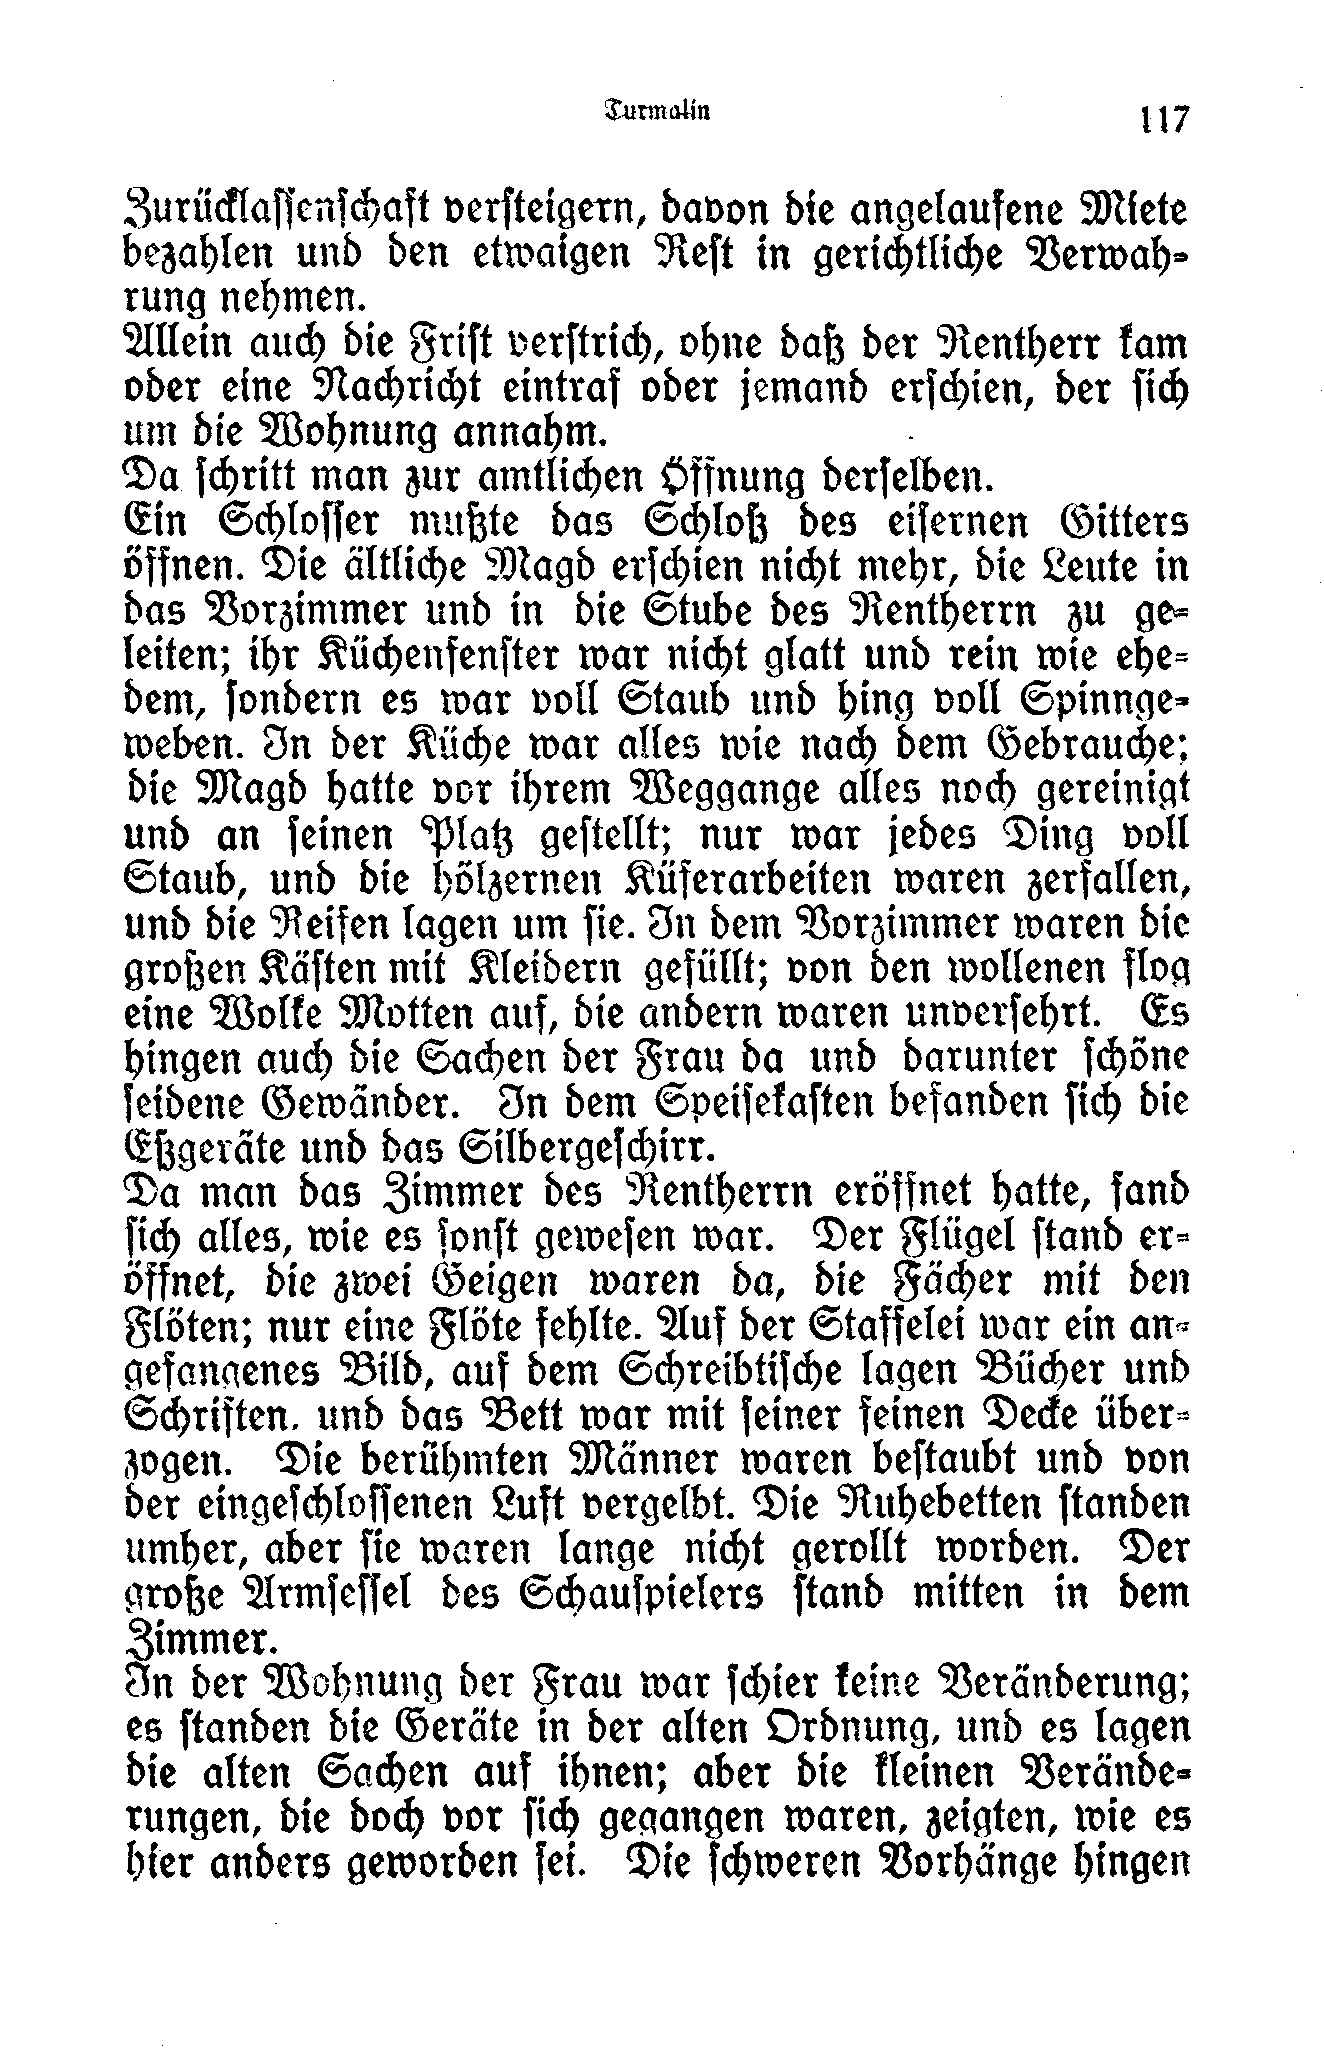 Turmalin
117
Zurücklassenschaft versteigern, davon die angelaufene Miete
bezahlen und den etwaigen Rest in gerichtliche Verwah-
rung nehmen.
Allein auch die Frist verstrich, ohne daß der Rentherr kam
oder eine Nachricht eintraf oder jemand erschien, der sich
um die Wohnung annahm.
Da schritt man zur amtlichen Öffnung derselben.
Ein Schlosser mußte das Schloß des eisernen Gitters
öffnen. Die ältliche Magd erschien nicht mehr, die Leute in
das Vorzimmer und in die Stube des Rentherrn zu ge-
leiten; ihr Küchenfenster war nicht glatt und rein wie ehe-
dem, sondern es war voll Staub und hing voll Spinnge-
weben. In der Küche war alles wie nach dem Gebrauche;
die Magd hatte vor ihrem Weggange alles noch gereinigt
und an seinen Platz gestellt; nur war jedes Ding voll
Staub, und die hölzernen Küferarbeiten waren zerfallen,
und die Reifen lagen um sie. In dem Vorzimmer waren die
großen Kästen mit Kleidern gefüllt; von den wollenen flog
eine Wolke Motten auf, die andern waren unversehrt. Es
hingen auch die Sachen der Frau da und darunter schöne
seidene Gewänder. In dem Speisekasten befanden sich die
Eßgeräte und das Silbergeschirr.
Da man das Zimmer des Rentherrn eröffnet hatte, fand
sich alles, wie es sonst gewesen war. Der Flügel stand er-
öffnet, die zwei Geigen waren da, die Fächer mit den
Flöten; nur eine Flöte fehlte. Auf der Staffelei war ein an-
gefangenes Bild, auf dem Schreibtische lagen Bücher und
Schriften. und das Bett war mit seiner feinen Decke über-
zogen. Die berühmten Männer waren bestaubt und von
der eingeschlossenen Luft vergelbt. Die Ruhebetten standen
umher, aber sie waren lange nicht gerollt worden. Der
große Armsessel des Schauspielers stand mitten in dem
Zimmer.
In der Wohnung der Frau war schier keine Veränderung;
es standen die Geräte in der alten Ordnung, und es lagen
die alten Sachen auf ihnen; aber die kleinen Verände-
rungen, die doch vor sich gegangen waren, zeigten, wie es
hier anders geworden sei. Die schweren Vorhänge hingen